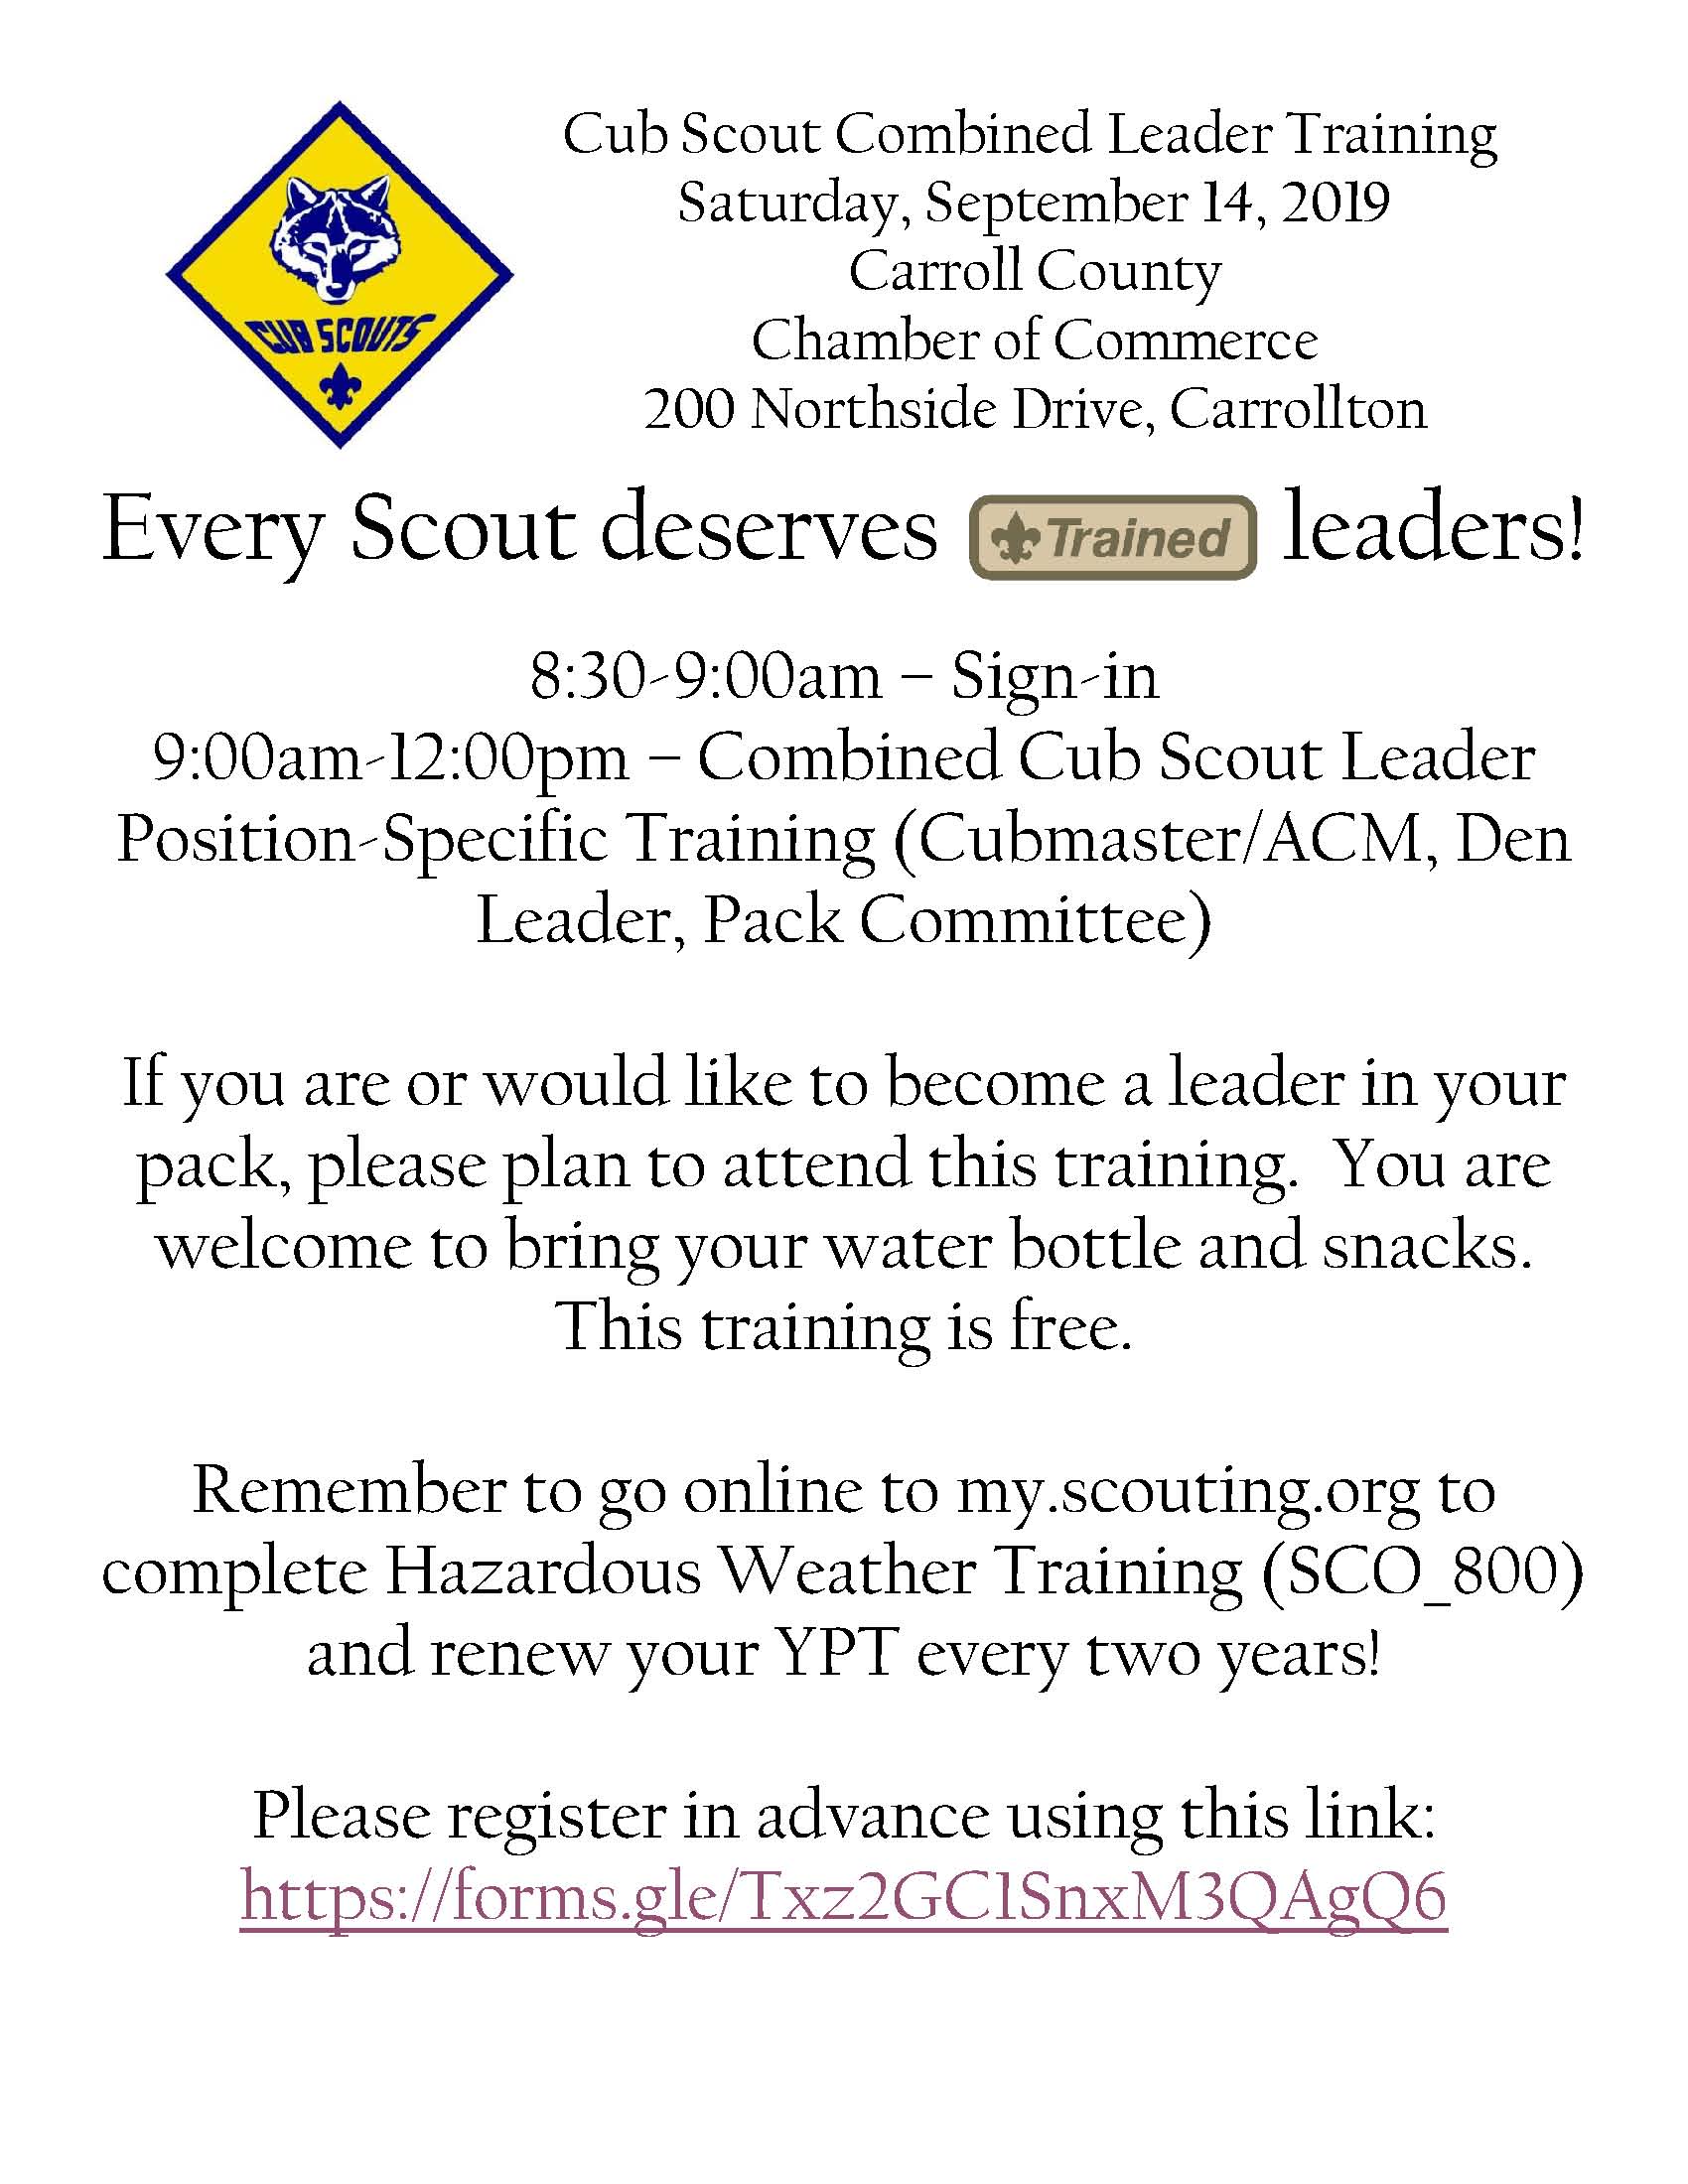 CUB SCOUTS
Cub Scout Combined Leader Training
Saturday, September 14, 2019
Carroll County
Chamber of Commerce
200 Northside Drive, Carrollton
Every Scout deserves Trained leaders!
8:30-9:00am – Sign-in
9:00am-12:00pm – Combined Cub Scout Leader
Position-Specific Training (Cubmaster/ACM, Den
Leader, Pack Committee)
If you are or would like to become a leader in your
pack, please plan to attend this training.  You are
welcome to bring your water bottle and snacks.
This training is free.
Remember to go online to my.scouting.org to
complete Hazardous Weather Training (SCO_800)
and renew your YPT every two years!
Please register in advance using this link:
https://forms.gle/Txz2GC1SnxM3QAgQ6